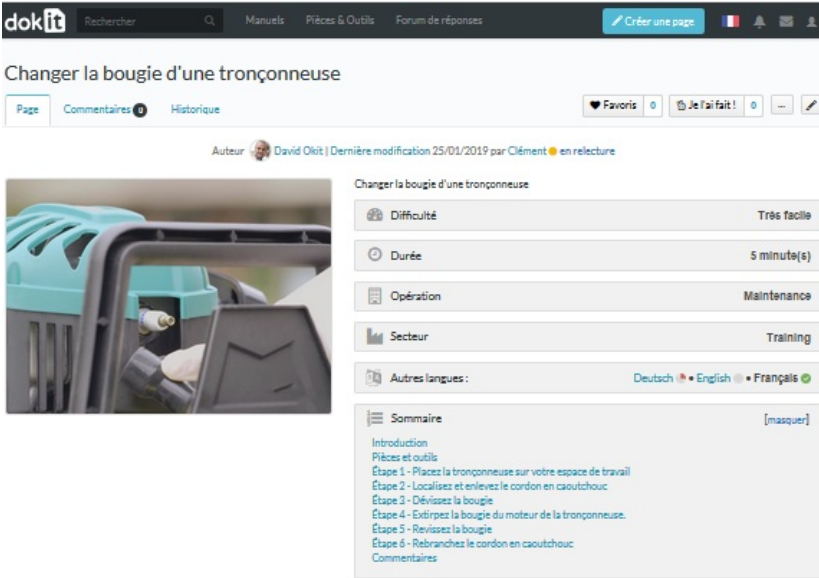 dokit Rechercher Manuels Pièces & Outils Forum de réponses Créer une page
Changer la bougie d'une tronçonneuse
Page Commentaires 0 Historique Favoris 0 Je l'ai fait ! 0 ...
Auteur David Okit | Dernière modification 25/01/2019 par Clément en relecture
Changer la bougie d'une tronçonneuse
Difficulté Très facile
Durée 5 minute(s)
Opération Maintenance
Secteur Training
Autres langues : Deutsch • English • Français
Sommaire [masquer]
Introduction
Pièces et outils
Étape 1 - Placez la tronçonneuse sur votre espace de travail
Étape 2 - Localisez et enlevez le cordon en caoutchouc
Étape 3 - Dévissez la bougie
Étape 4 - Extirpez la bougie du moteur de la tronçonneuse.
Étape 5 - Revissez la bougie
Étape 6 - Rebranchez le cordon en caoutchouc
Commentaires